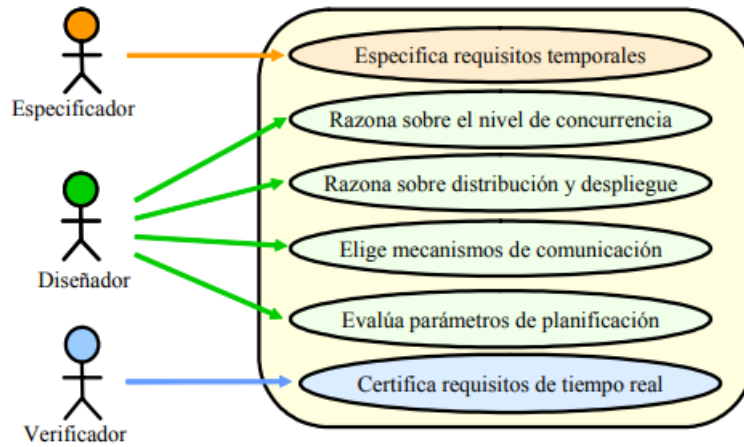 Especificador
Especifica requisitos temporales
Razona sobre el nivel de concurrencia
Razona sobre distribución y despliegue
Diseñador
Elige mecanismos de comunicación
Evalúa parámetros de planificación
Verificador
Certifica requisitos de tiempo real